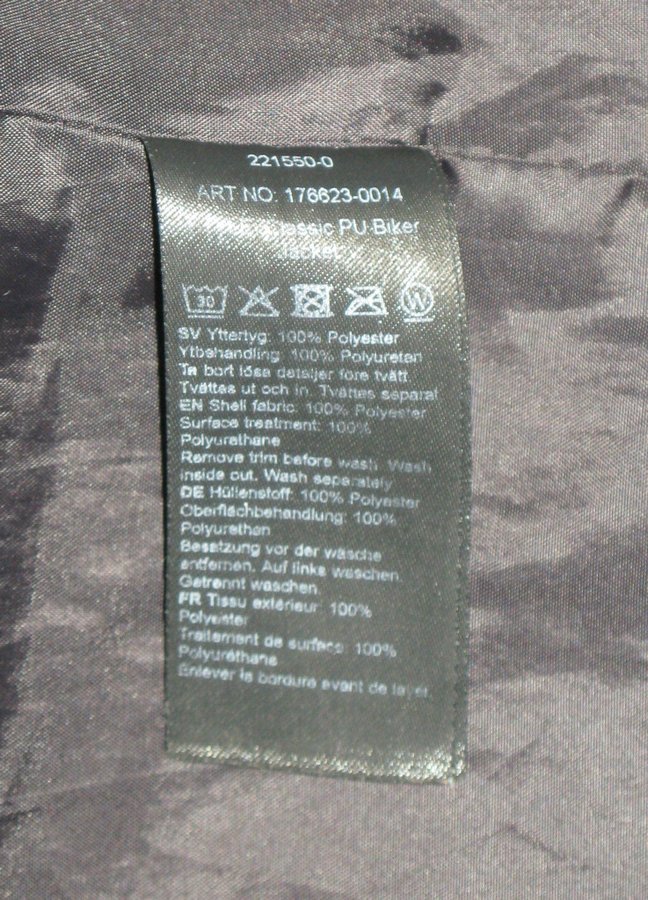 221550-0
ART NO: 176623-0014
Classic PU Biker
Jacket
30 W
SV Yttertyg: 100% Polyester
Ytbehandling: 100% Polyuretan
Ta bort lösa detaljer före tvätt
Tvättas ut och in. Tvättas separat
EN Shell fabric: 100% Polyester
Surface treatment: 100%
Polyurethane
Remove trim before wash. Wash
inside out. Wash separately
DE Hüllenstoff: 100% Polyester
Oberflächbehandlung: 100%
Polyurethan
Besatzung vor der wäsche
entfernen. Auf links waschen.
Getrennt waschen
FR Tissu extérieur: 100%
Polyester
Traitement de surface: 100%
Polyuréthane
Enlever la bordure avant de laver